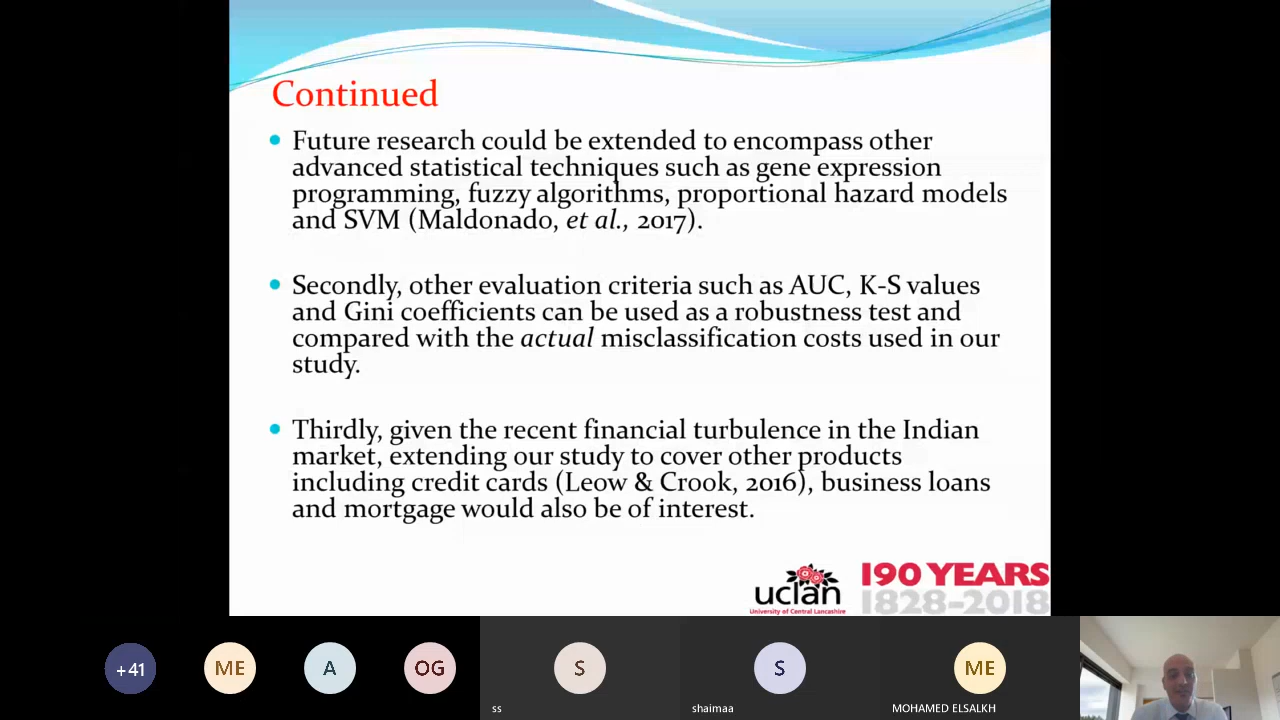 Continued
Future research could be extended to encompass other
advanced statistical techniques such as gene expression
programming, fuzzy algorithms, proportional hazard models
and SVM (Maldonado, et al., 2017).
Secondly, other evaluation criteria such as AUC, K-S values
and Gini coefficients can be used as a robustness test and
compared with the actual misclassification costs used in our
study.
Thirdly, given the recent financial turbulence in the Indian
market, extending our study to cover other products
including credit cards (Leow & Crook, 2016), business loans
and mortgage would also be of interest.
uclan
University of Central Lancashire
190 YEARS
1828-2018
+41
ME
A
OG
S
ss
S
shaimaa
ME
MOHAMED ELSALKH